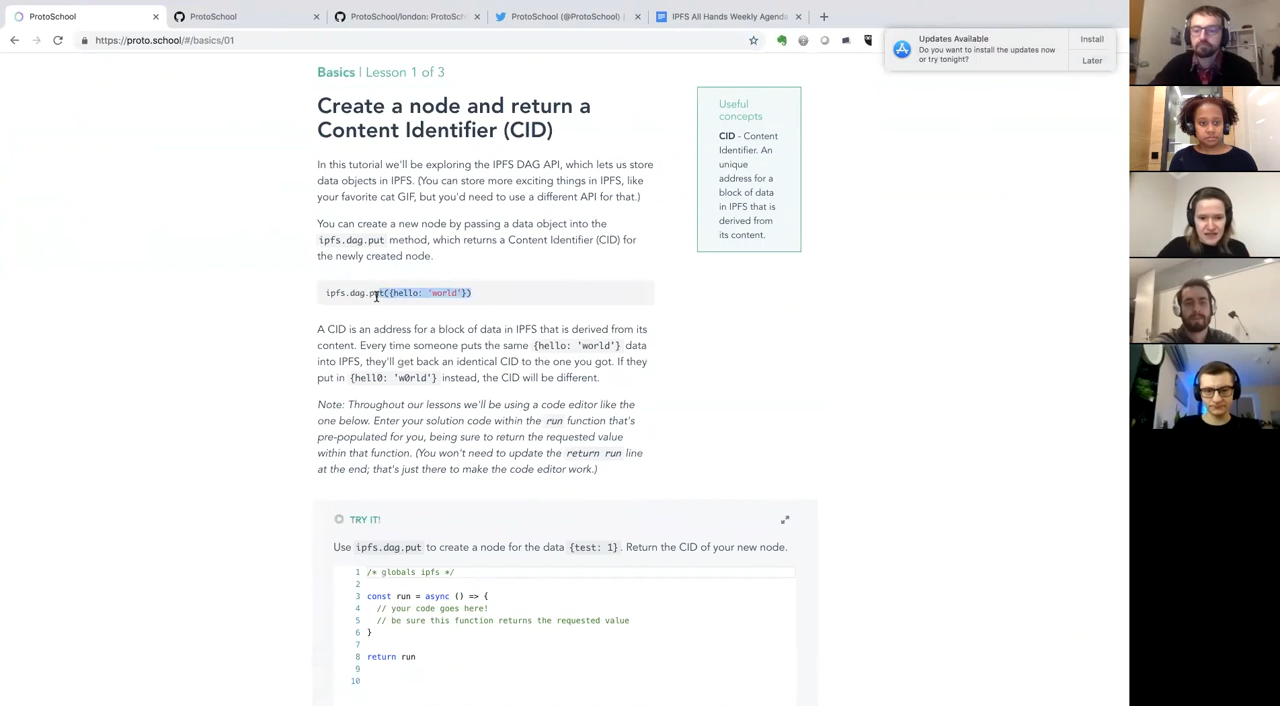 ProtoSchool
ProtoSchool
ProtoSchool/london: ProtoSch
ProtoSchool (@ProtoSchool) |
IPFS All Hands Weekly Agenda
https://proto.school/#/basics/01
Updates Available
Do you want to install the updates now
or try tonight?
Install
Later
Basics | Lesson 1 of 3
Create a node and return a
Content Identifier (CID)
In this tutorial we'll be exploring the IPFS DAG API, which lets us store
data objects in IPFS. (You can store more exciting things in IPFS, like
your favorite cat GIF, but you'd need to use a different API for that.)
You can create a new node by passing a data object into the
ipfs.dag.put method, which returns a Content Identifier (CID) for
the newly created node.
ipfs.dag.put({hello: 'world'})
A CID is an address for a block of data in IPFS that is derived from its
content. Every time someone puts the same {hello: 'world'} data
into IPFS, they'll get back an identical CID to the one you got. If they
put in {hell0: 'w0rld'} instead, the CID will be different.
Note: Throughout our lessons we'll be using a code editor like the
one below. Enter your solution code within the run function that's
pre-populated for you, being sure to return the requested value
within that function. (You won't need to update the return run line
at the end; that's just there to make the code editor work.)
Useful
concepts
CID - Content
Identifier. An
unique
address for a
block of data
in IPFS that is
derived from
its content.
TRY IT!
Use ipfs.dag.put to create a node for the data {test: 1}. Return the CID of your new node.
1 /* globals ipfs */
2
3 const run = async () => {
4 // your code goes here!
5 // be sure this function returns the requested value
6 }
7
8 return run
9
10